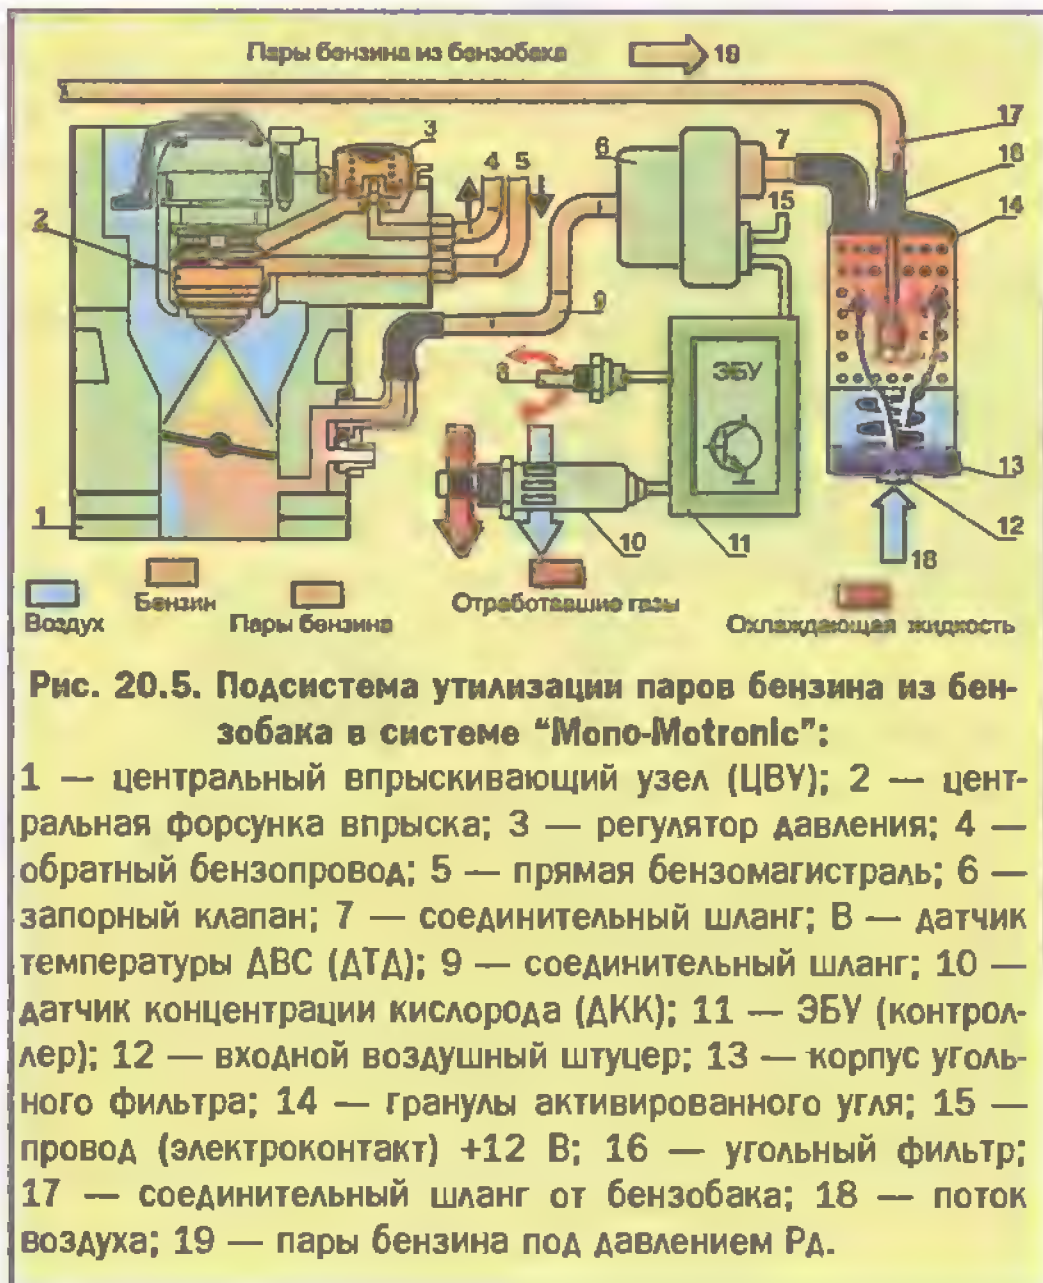 Пары бензина из бензобака 18
17
3
6
7
4 5
16
15
14
2
9
8
ЭБУ
13
1
10
11
12
18
Воздух
Бензин
Пары бензина
Отработавшие газы
Охлаждающая жидкость
Рис. 20.5. Подсистема утилизации паров бензина из бен-
зобака в системе "Mono-Motronic":
1 — центральный впрыскивающий узел (ЦВУ); 2 — цент-
ральная форсунка впрыска; 3 — регулятор давления; 4 —
обратный бензопровод; 5 — прямая бензомагистраль; 6 —
запорный клапан; 7 — соединительный шланг; В — датчик
температуры ДВС (ДТД); 9 — соединительный шланг; 10 —
датчик концентрации кислорода (ДКК); 11 — ЭБУ (контрол-
лер); 12 — входной воздушный штуцер; 13 — корпус уголь-
ного фильтра; 14 — гранулы активированного угля; 15 —
провод (электроконтакт) +12 В; 16 — угольный фильтр;
17 — соединительный шланг от бензобака; 18 — поток
воздуха; 19 — пары бензина под давлением Рд.